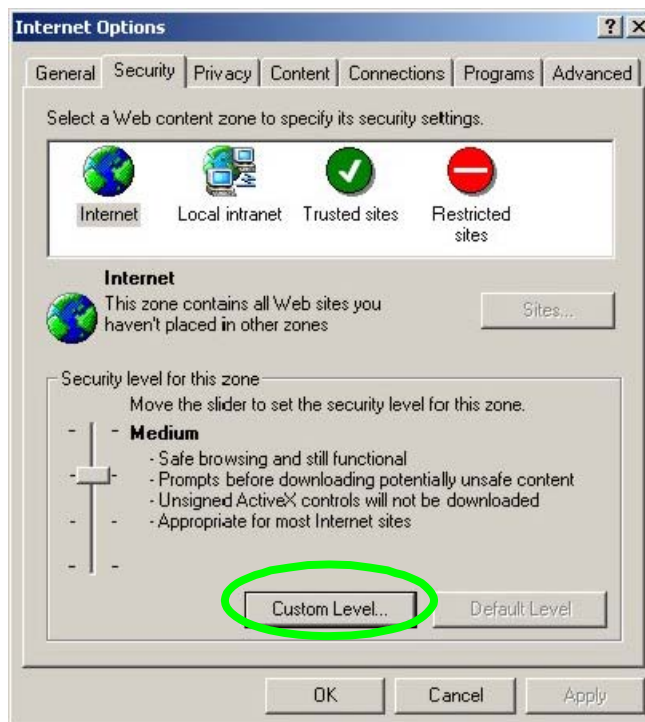 Internet Options
General Security Privacy Content Connections Programs Advanced
Select a Web content zone to specify its security settings.
Internet Local intranet Trusted sites Restricted
sites
Internet
This zone contains all Web sites you
haven't placed in other zones
Sites...
Security level for this zone
Move the slider to set the security level for this zone.
Medium
- Safe browsing and still functional
- Prompts before downloading potentially unsafe content
- Unsigned ActiveX controls will not be downloaded
- Appropriate for most Internet sites
Custom Level... Default Level
OK Cancel Apply